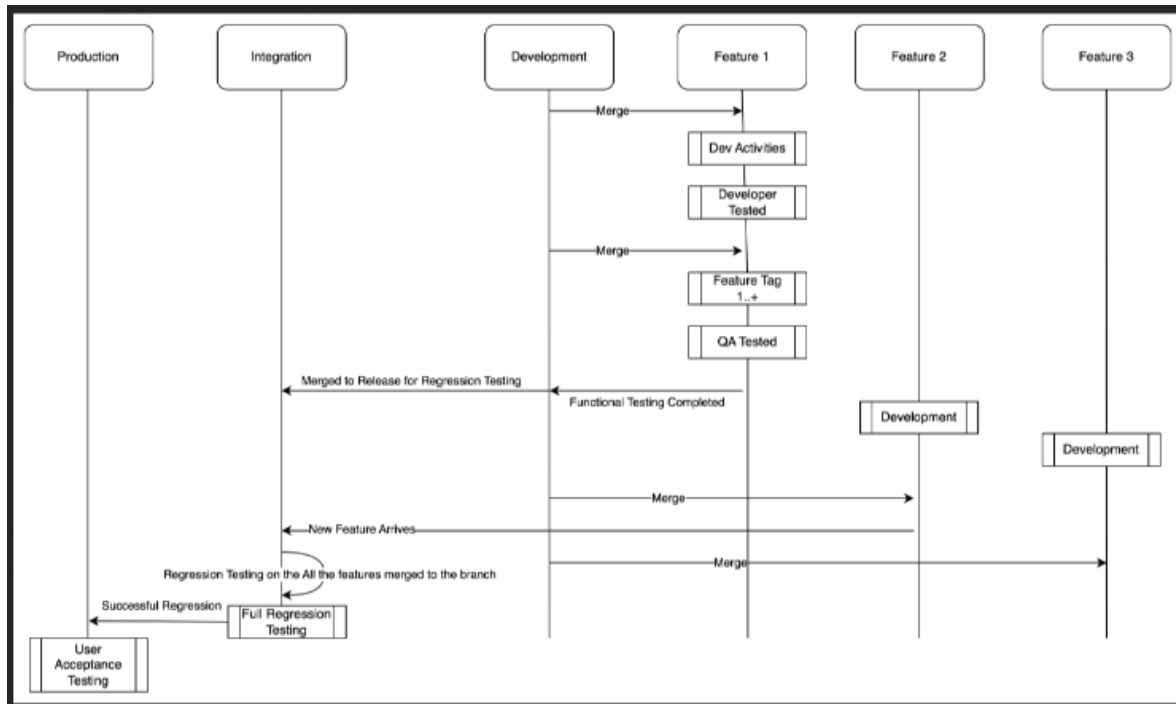 Production
Integration
Development
Feature 1
Feature 2
Feature 3
Merge
Dev Activities
Developer
Tested
Merge
Feature Tag
1..+
QA Tested
Merged to Release for Regression Testing
Functional Testing Completed
Development
Development
Merge
New Feature Arrives
Merge
Regression Testing on the All the features merged to the branch
Successful Regression
Full Regression
Testing
User
Acceptance
Testing